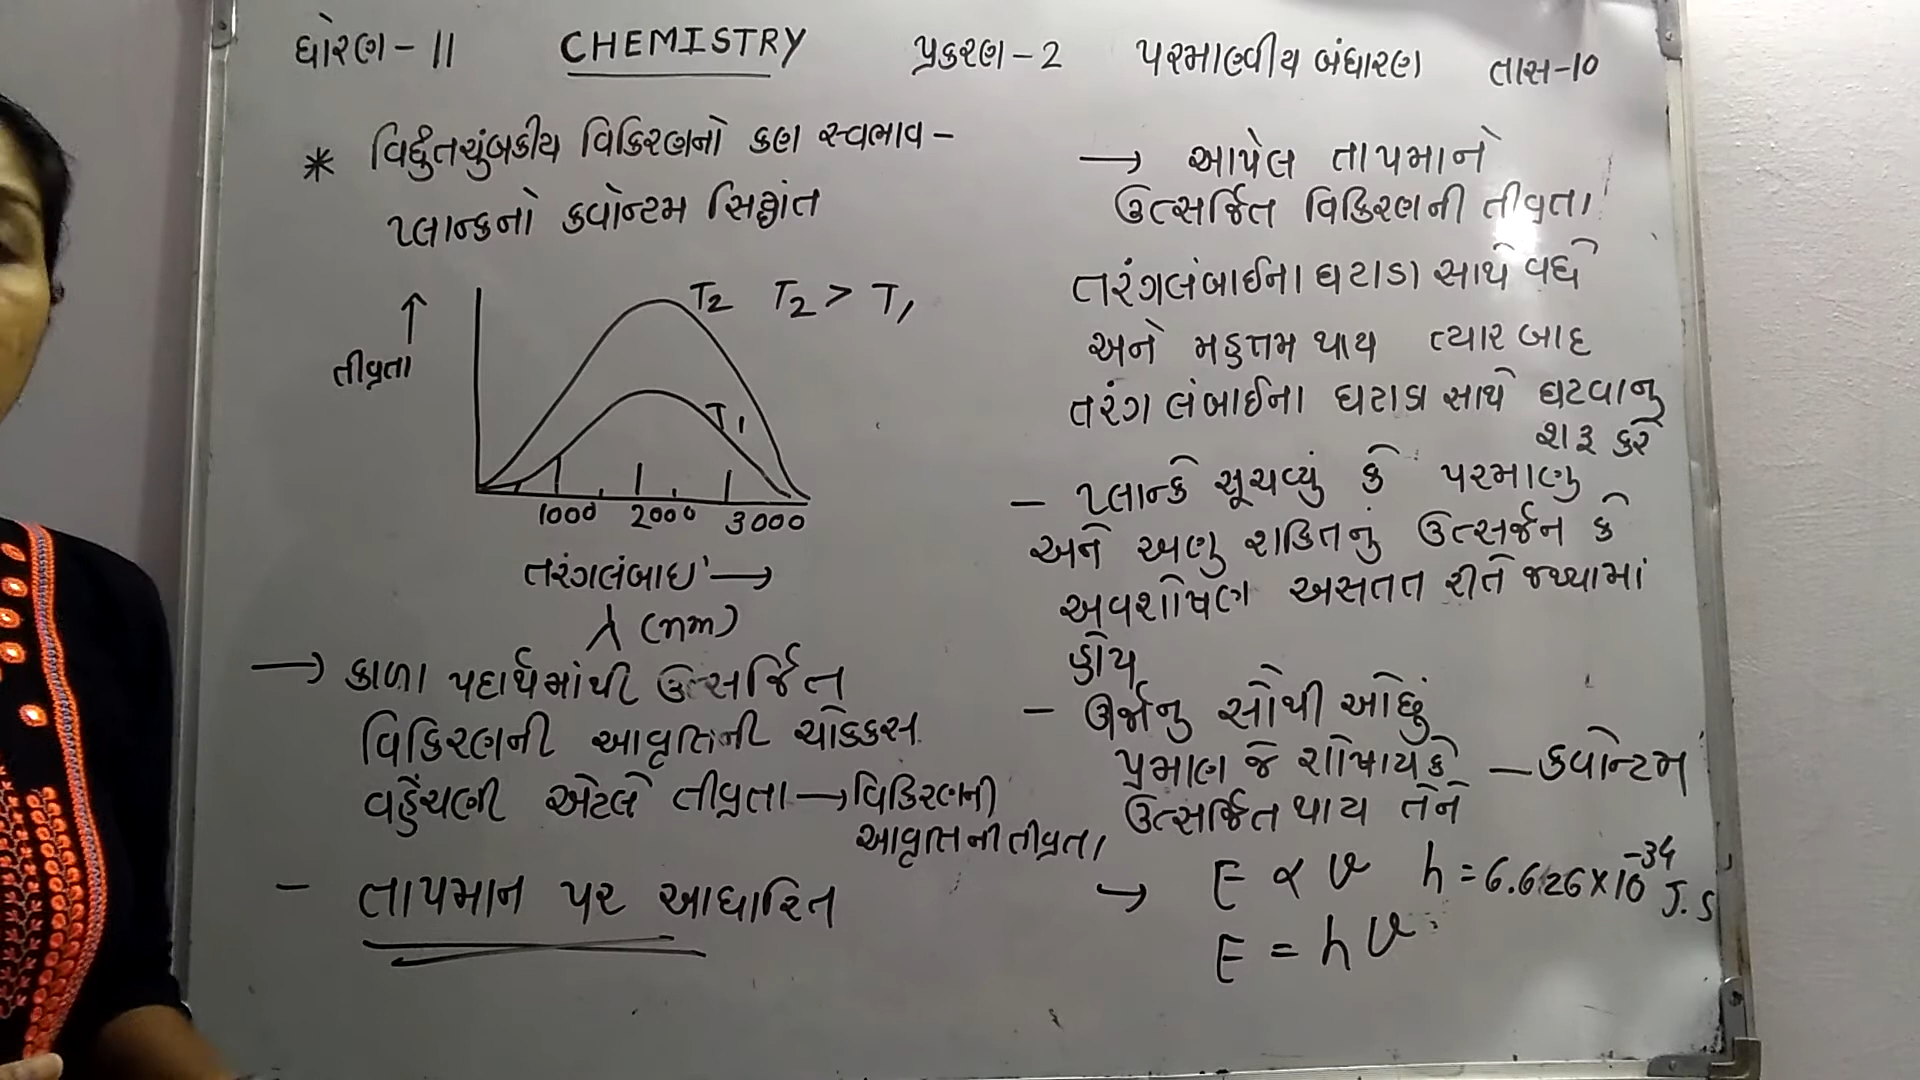 ધોરણ - 11 CHEMISTRY પ્રકરણ - 2 પરમાણ્વીય બંધારણ તાસ-10
* વિદ્યુતચુંબકીય વિકિરણનો કણ સ્વભાવ -
પ્લાન્કનો ક્વોન્ટમ સિદ્ધાંત
T2 T2 > T1
તીવ્રતા
T1
1000 2000 3000
તરંગલંબાઇ →
λ (nm)
→ કાળા પદાર્થમાંથી ઉત્સર્જિત
વિકિરણની આવૃત્તિની ચોક્કસ
વહેંચણી એટલે તીવ્રતા → વિકિરણની
આવૃત્તિની તીવ્રતા
- તાપમાન પર આધારિત
→ આપેલ તાપમાને
ઉત્સર્જિત વિકિરણની તીવ્રતા
તરંગલંબાઈના ઘટાડા સાથે વધે
અને મહત્તમ થાય ત્યાર બાદ
તરંગલંબાઈના ઘટાડા સાથે ઘટવાનુ
શરૂ કરે
- પ્લાન્કે સૂચવ્યું કે પરમાણુ
અને અણુ શક્તિનું ઉત્સર્જન કે
અવશોષણ અસતત રીતે જથ્થામાં
હોય
- ઊર્જાનુ સૌથી ઓછું
પ્રમાણ જે શોષાય કે — ક્વોન્ટમ
ઉત્સર્જિત થાય તેને
→ E ∝ ν h = 6.626×10⁻³⁴ J.S
E = hν